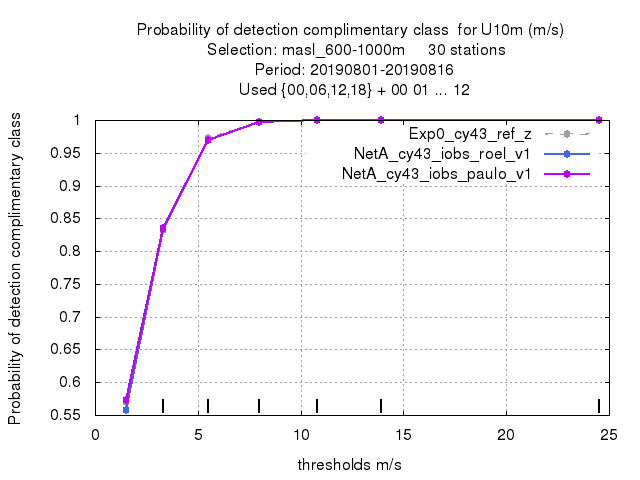 Probability of detection complimentary class  for U10m (m/s)
Selection: masl_600-1000m     30 stations
Period: 20190801-20190816
Used {00,06,12,18} + 00 01 ... 12
Probability of detection complimentary class
1
0.95
0.9
0.85
0.8
0.75
0.7
0.65
0.6
0.55
Exp0_cy43_ref_z
NetA_cy43_iobs_roel_v1
NetA_cy43_iobs_paulo_v1
0 5 10 15 20 25
thresholds m/s